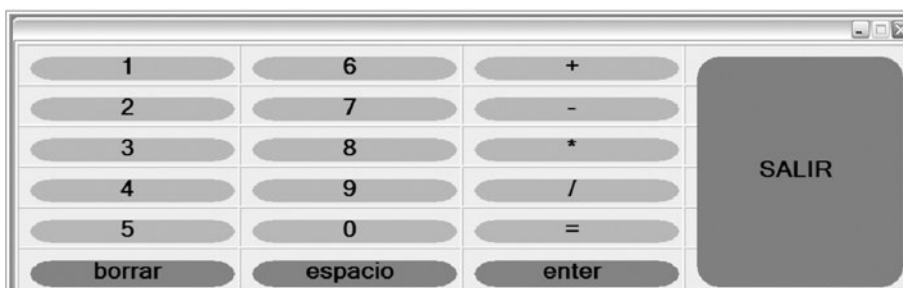 1 6 +
2 7 -
3 8 *
SALIR
4 9 /
5 0 =
borrar espacio enter